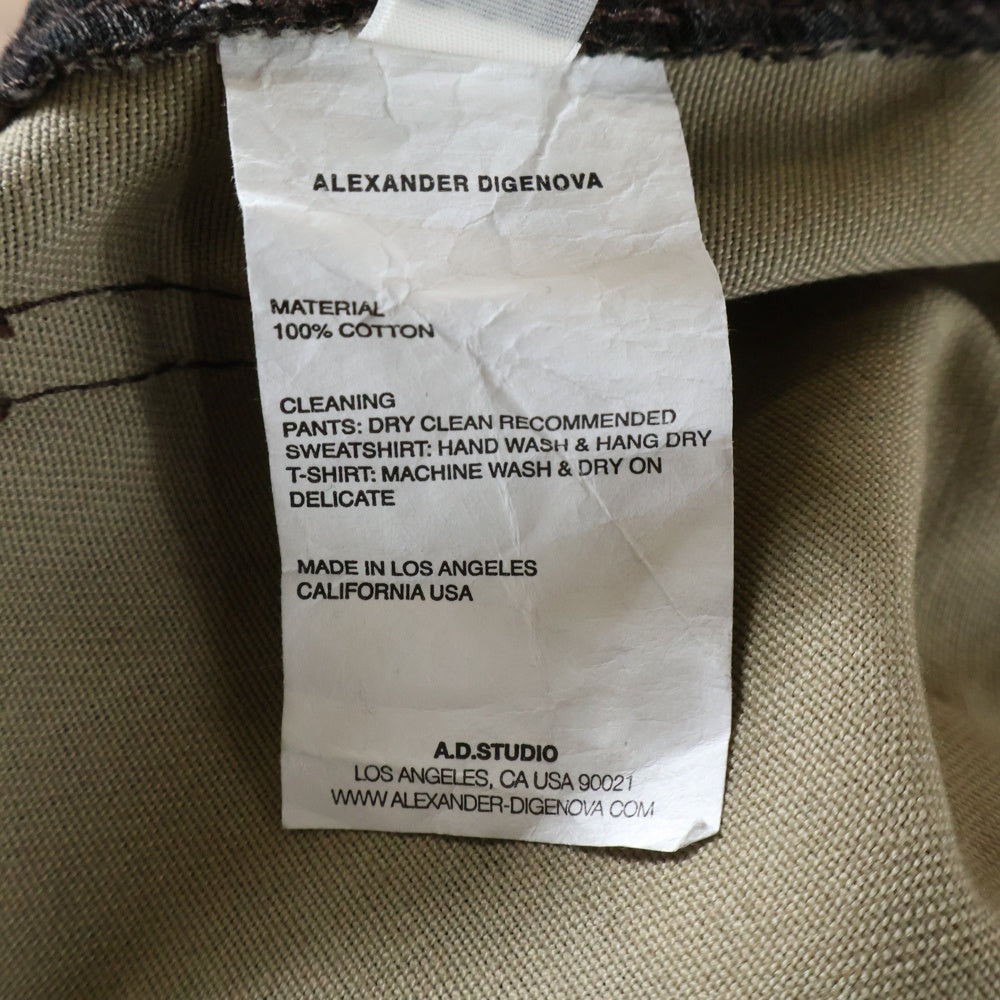 ALEXANDER DIGENOVA
MATERIAL
100% COTTON
CLEANING
PANTS: DRY CLEAN RECOMMENDED
SWEATSHIRT: HAND WASH & HANG DRY
T-SHIRT: MACHINE WASH & DRY ON
DELICATE
MADE IN LOS ANGELES
CALIFORNIA USA
A.D.STUDIO
LOS ANGELES, CA USA 90021
WWW.ALEXANDER-DIGENOVA.COM